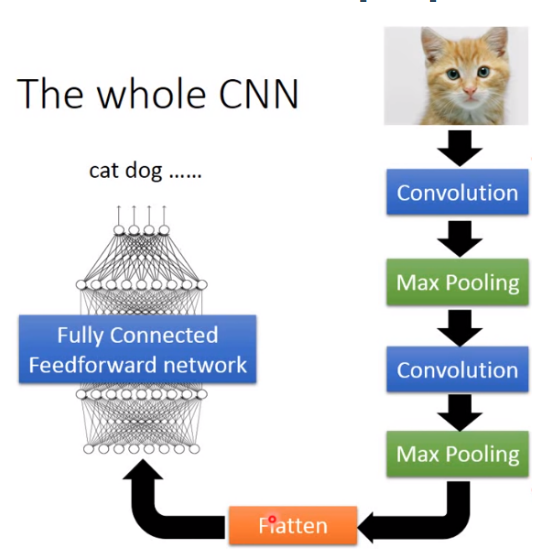 The whole CNN
cat dog ……
Convolution
Max Pooling
Convolution
Max Pooling
Flatten
Fully Connected
Feedforward network